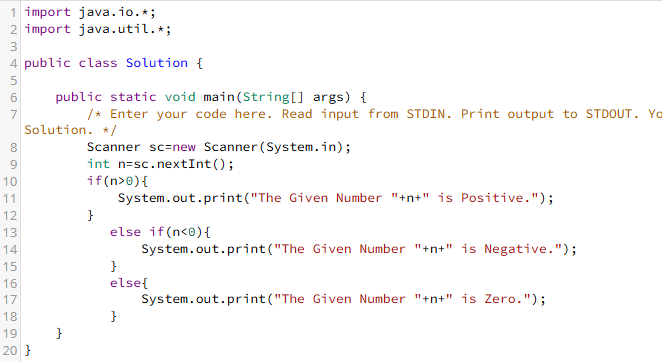 1 import java.io.*;
2 import java.util.*;
3
4 public class Solution {
5
6     public static void main(String[] args) {
7         /* Enter your code here. Read input from STDIN. Print output to STDOUT.
Solution. */
8         Scanner sc=new Scanner(System.in);
9         int n=sc.nextInt();
10         if(n>0){
11             System.out.print("The Given Number "+n+" is Positive.");
12         }
13            else if(n<0){
14                System.out.print("The Given Number "+n+" is Negative.");
15            }
16            else{
17                System.out.print("The Given Number "+n+" is Zero.");
18            }
19     }
20 }